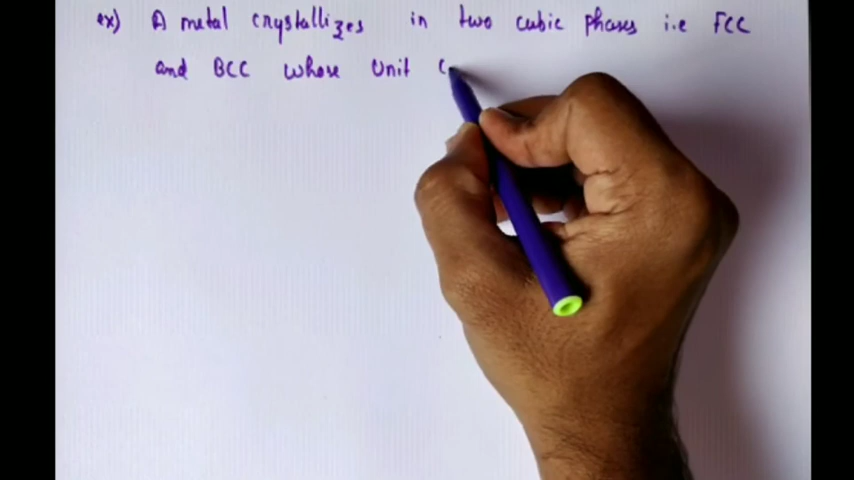 ex) A metal crystallizes in two cubic phases i.e FCC
and BCC whose Unit c